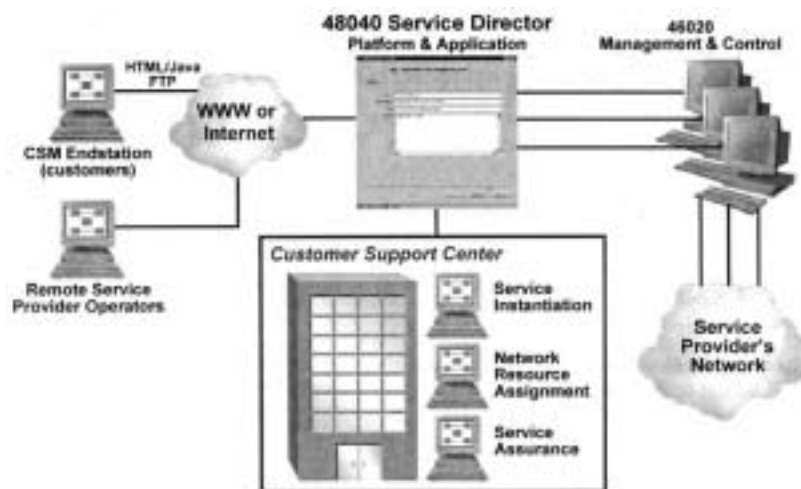 48040 Service Director
Platform & Application
46020
Management & Control
HTML/Java
FTP
WWW or
Internet
CSM Endstation
(customers)
Remote Service
Provider Operators
Customer Support Center
Service
Instantiation
Network
Resource
Assignment
Service
Assurance
Service
Provider's
Network